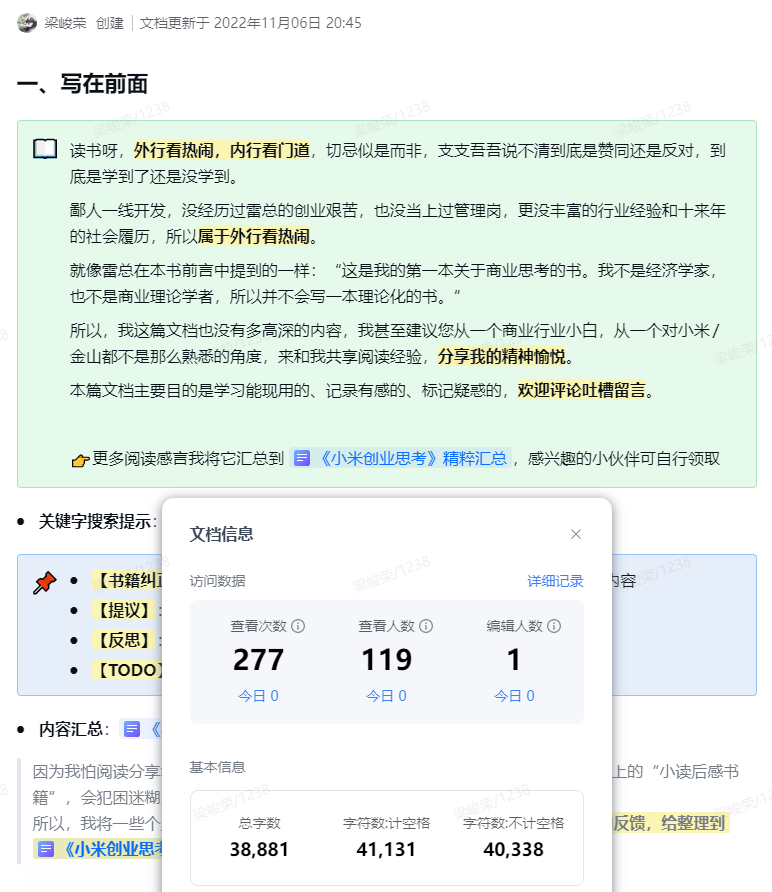 梁峻荣 创建 | 文档更新于 2022年11月06日 20:45
一、写在前面
读书呀，外行看热闹，内行看门道，切忌似是而非，支支吾吾说不清到底是赞同还是反对，到
底是学到了还是没学到。
鄙人一线开发，没经历过雷总的创业艰苦，也没当上过管理岗，更没丰富的行业经验和十来年
的社会履历，所以属于外行看热闹。
就像雷总在本书前言中提到的一样：“这是我的第一本关于商业思考的书。我不是经济学家，
也不是商业理论学者，所以并不会写一本理论化的书。“
所以，我这篇文档也没有多高深的内容，我甚至建议您从一个商业行业小白，从一个对小米/
金山都不是那么熟悉的角度，来和我共享阅读经验，分享我的精神愉悦。
本篇文档主要目的是学习能现用的、记录有感的、标记疑惑的，欢迎评论吐槽留言。
👉更多阅读感言我将它汇总到 《小米创业思考》精粹汇总 ，感兴趣的小伙伴可自行领取
• 关键字搜索提示：
• 【书籍纠正 内容
• 【提议】：
• 【反思】：
• 【TODO】
• 内容汇总： 《
因为我怕阅读分享 上的“小读后感书
籍”，会犯困迷糊 
所以，我将一些个 反馈，给整理到
《小米创业思考
文档信息
访问数据 详细记录
查看次数 查看人数 编辑人数
277 119 1
今日 0 今日 0 今日 0
基本信息
总字数 字符数:计空格 字符数:不计空格
38,881 41,131 40,338
梁峻荣/1238